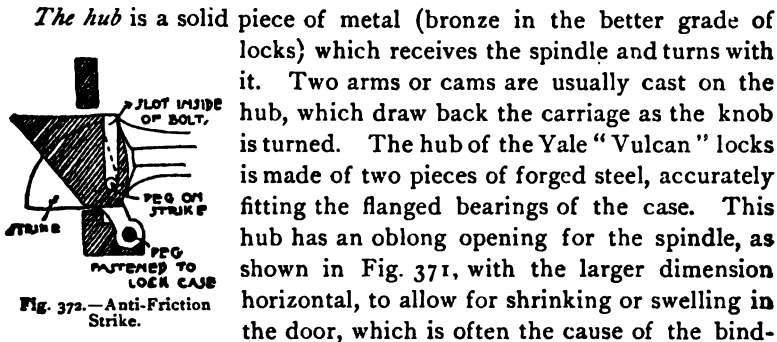 The hub is a solid piece of metal (bronze in the better grade of
locks) which receives the spindle and turns with
it. Two arms or cams are usually cast on the
hub, which draw back the carriage as the knob
is turned. The hub of the Yale “Vulcan” locks
is made of two pieces of forged steel, accurately
fitting the flanged bearings of the case. This
hub has an oblong opening for the spindle, as
shown in Fig. 371, with the larger dimension
horizontal, to allow for shrinking or swelling in
the door, which is often the cause of the bind-
SLOT INSIDE
OF BOLT,
PEG ON
STRIKE
STRIKE
PEG
FASTENED TO
LOCK CASE
Fig. 372.—Anti-Friction
Strike.